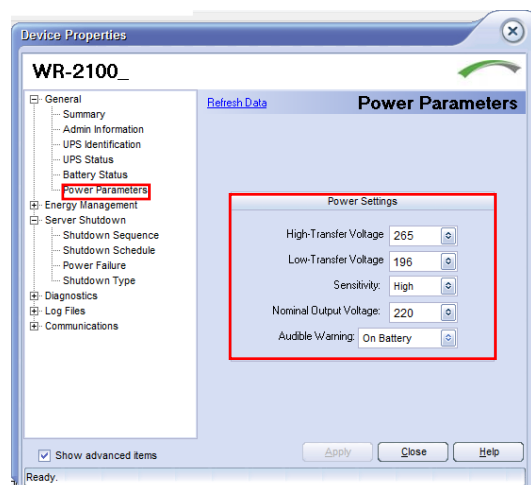 Device Properties
WR-2100_
General
Summary
Admin Information
UPS Identification
UPS Status
Battery Status
Power Parameters
Energy Management
Server Shutdown
Shutdown Sequence
Shutdown Schedule
Power Failure
Shutdown Type
Diagnostics
Log Files
Communications
Show advanced items
Refresh Data Power Parameters
Power Settings
High-Transfer Voltage 265
Low-Transfer Voltage 196
Sensitivity: High
Nominal Output Voltage: 220
Audible Warning: On Battery
Apply Close Help
Ready.